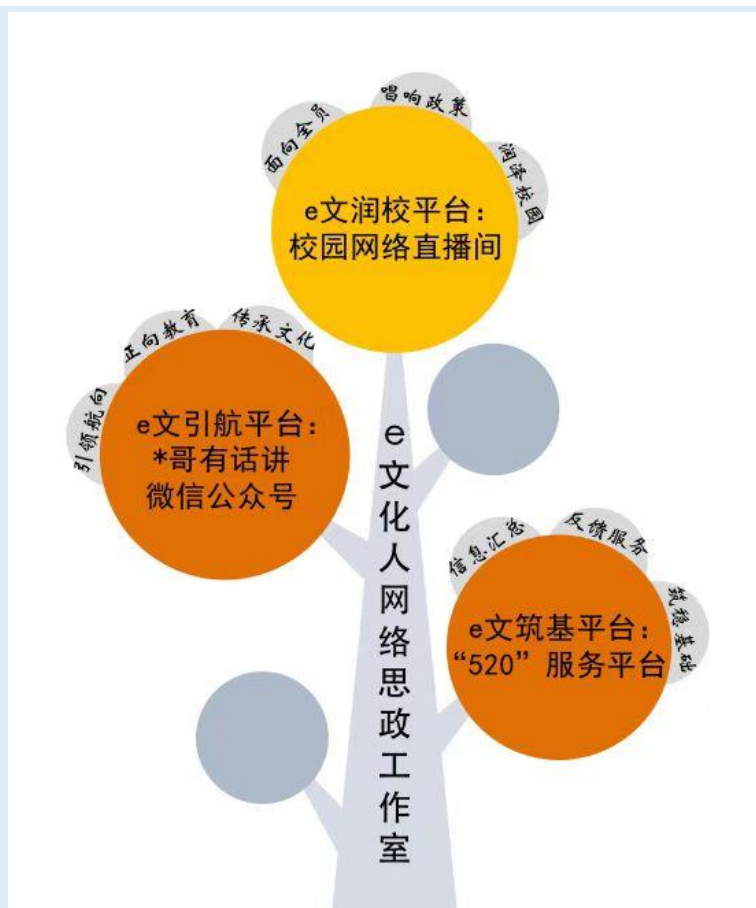 面向全员
唱响政策
润泽校园
e文润校平台：
校园网络直播间
引领航向
正向教育
传承文化
e文引航平台：
*哥有话讲
微信公众号
信息汇总
反馈服务
筑稳基础
e文筑基平台：
“520”服务平台
e文化人网络思政工作室